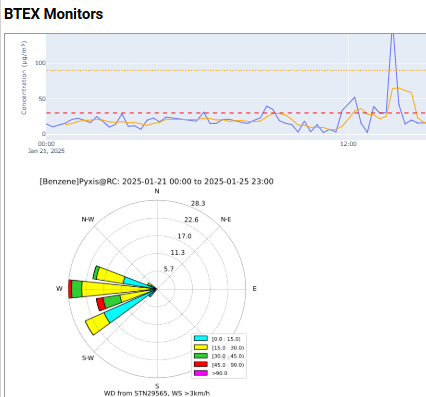 BTEX Monitors
Concentration (µg/m³)
100
50
0
00:00
Jan 21, 2025
12:00
[Benzene]Pyxis@RC: 2025-01-21 00:00 to 2025-01-25 23:00
N
28.3
N-W
22.6
N-E
17.0
11.3
5.7
W
E
S-W
[0.0 : 15.0)
[15.0 : 30.0)
[30.0 : 45.0)
[45.0 : 90.0)
>90.0
S
WD from STN29565, WS >3km/h